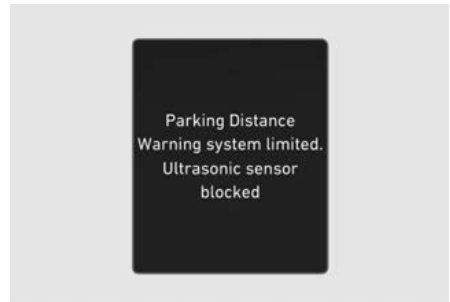 Parking Distance
Warning system limited.
Ultrasonic sensor
blocked